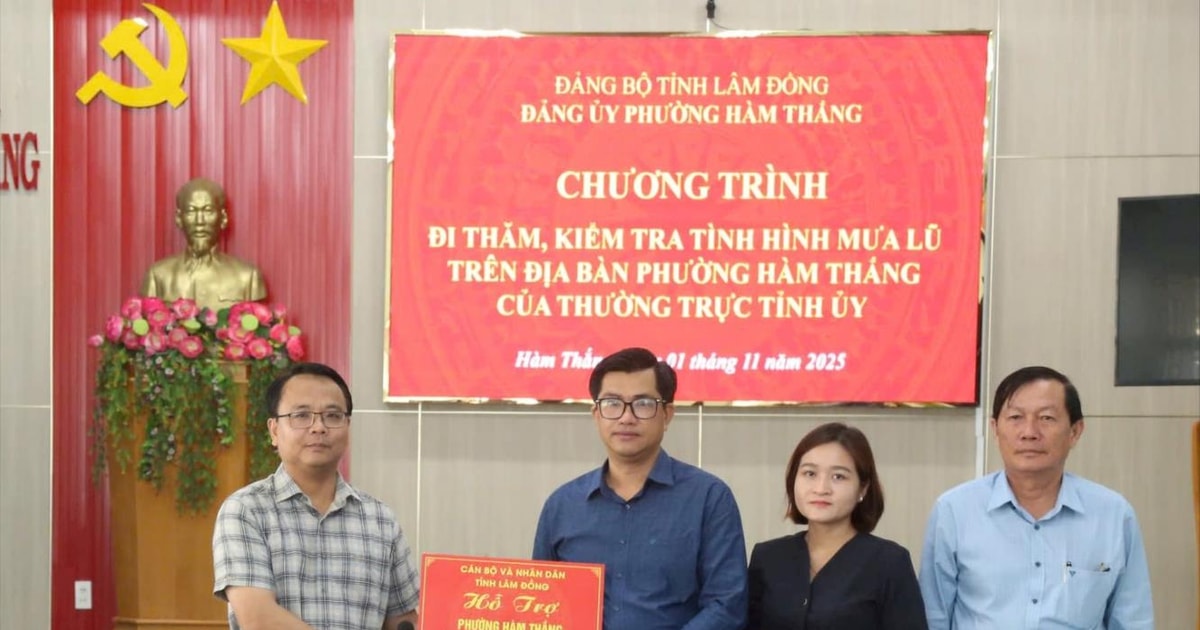 ĐẢNG BỘ TỈNH LÂM ĐỒNG
ĐẢNG ỦY PHƯỜNG HÀM THẮNG
CHƯƠNG TRÌNH
ĐI THĂM, KIỂM TRA TÌNH HÌNH MƯA LŨ
TRÊN ĐỊA BÀN PHƯỜNG HÀM THẮNG
CỦA THƯỜNG TRỰC TỈNH ỦY
Hàm 01 tháng 11 năm 2025
CÁN BỘ VÀ NHÂN DÂN
TỈNH LÂM ĐỒNG
Hỗ Trợ
PHƯỜNG HÀM THẮNG